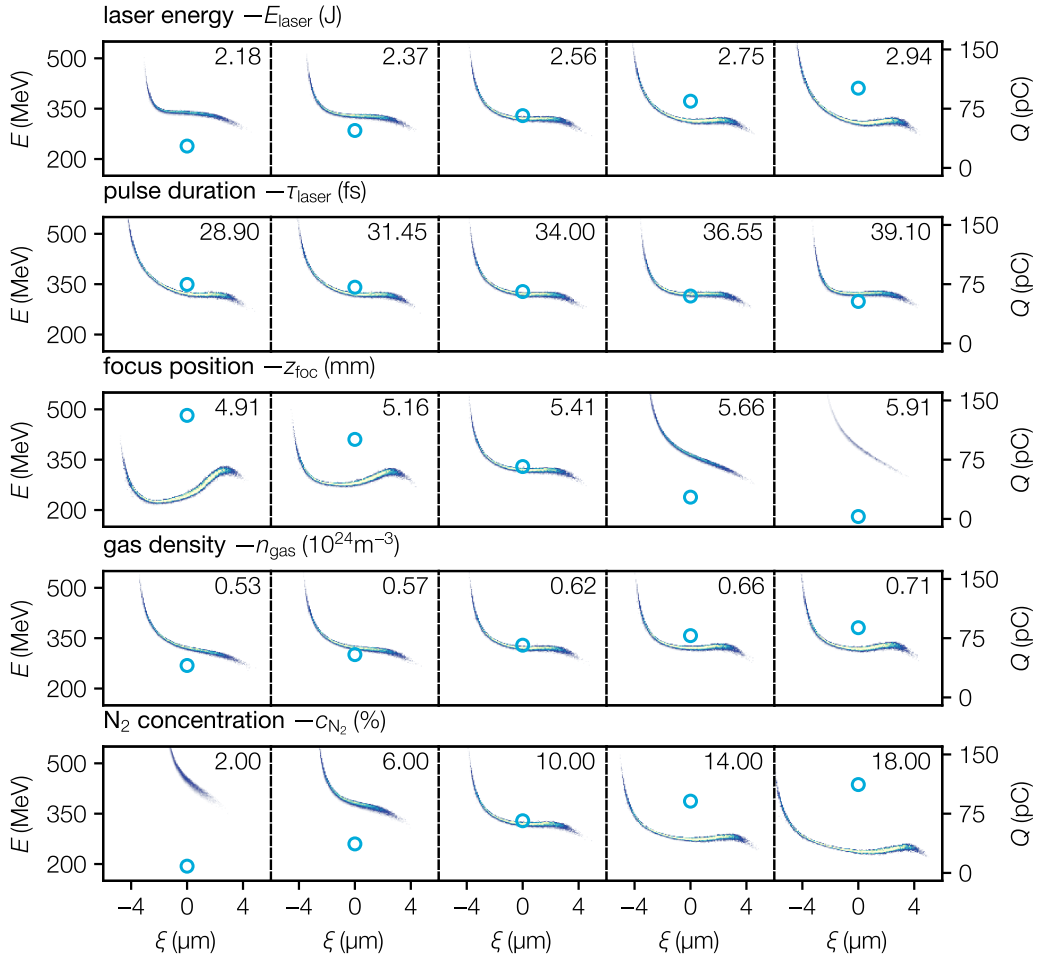 laser energy —E_laser (J)
2.18 2.37 2.56 2.75 2.94
E (MeV) 500 350 200
Q (pC) 150 75 0
pulse duration —τ_laser (fs)
28.90 31.45 34.00 36.55 39.10
E (MeV) 500 350 200
Q (pC) 150 75 0
focus position —z_foc (mm)
4.91 5.16 5.41 5.66 5.91
E (MeV) 500 350 200
Q (pC) 150 75 0
gas density —n_gas (10²⁴m⁻³)
0.53 0.57 0.62 0.66 0.71
E (MeV) 500 350 200
Q (pC) 150 75 0
N₂ concentration —c_N₂ (%)
2.00 6.00 10.00 14.00 18.00
E (MeV) 500 350 200
Q (pC) 150 75 0
−4 0 4 −4 0 4 −4 0 4 −4 0 4 −4 0 4
ξ (μm) ξ (μm) ξ (μm) ξ (μm) ξ (μm)